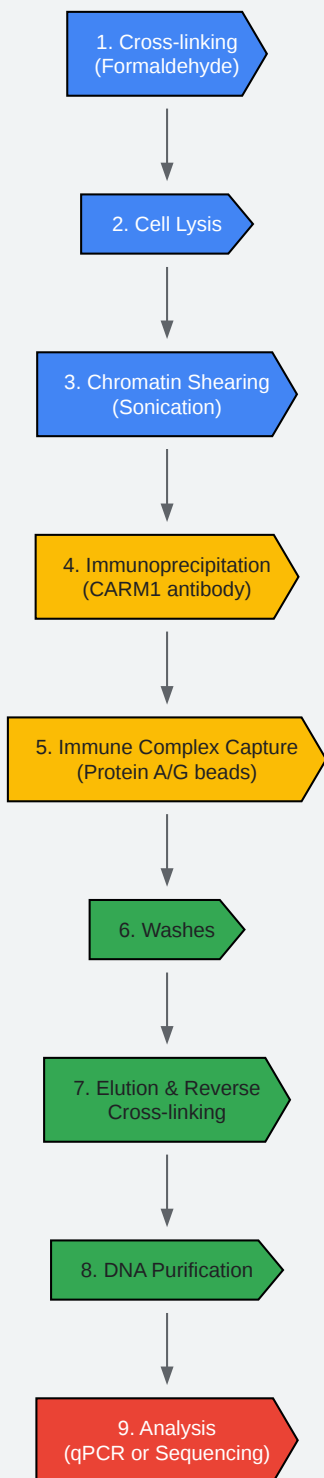 1. Cross-linking
(Formaldehyde)
2. Cell Lysis
3. Chromatin Shearing
(Sonication)
4. Immunoprecipitation
(CARM1 antibody)
5. Immune Complex Capture
(Protein A/G beads)
6. Washes
7. Elution & Reverse
Cross-linking
8. DNA Purification
9. Analysis
(qPCR or Sequencing)